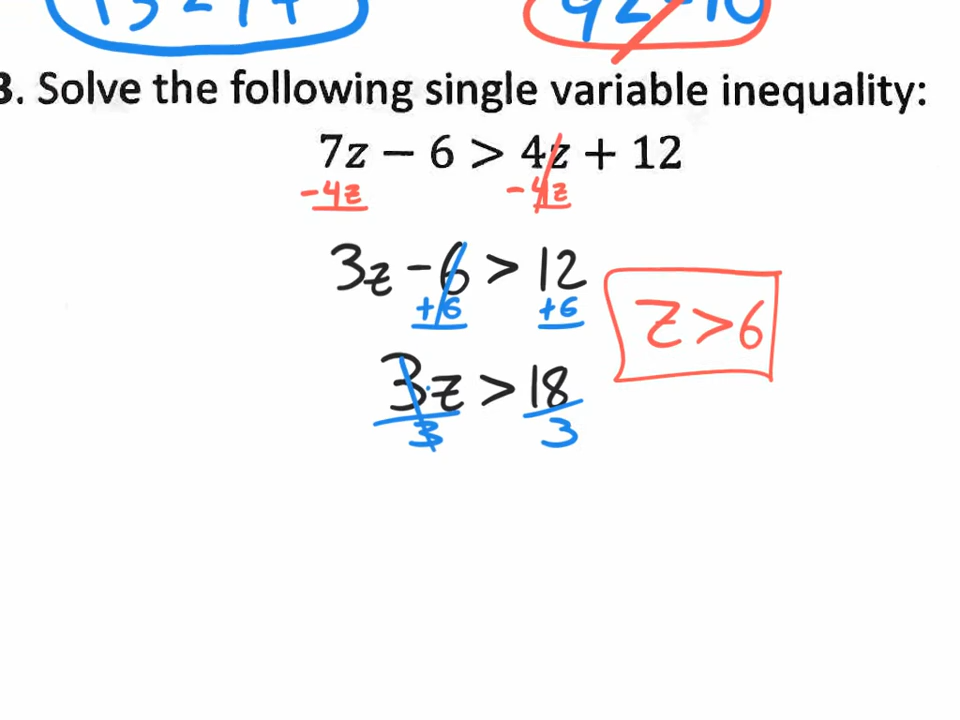 3. Solve the following single variable inequality:
7z − 6 > 4z + 12
-4z -4z
3z - 6 > 12
+6 +6
z > 6
3z > 18
3 3